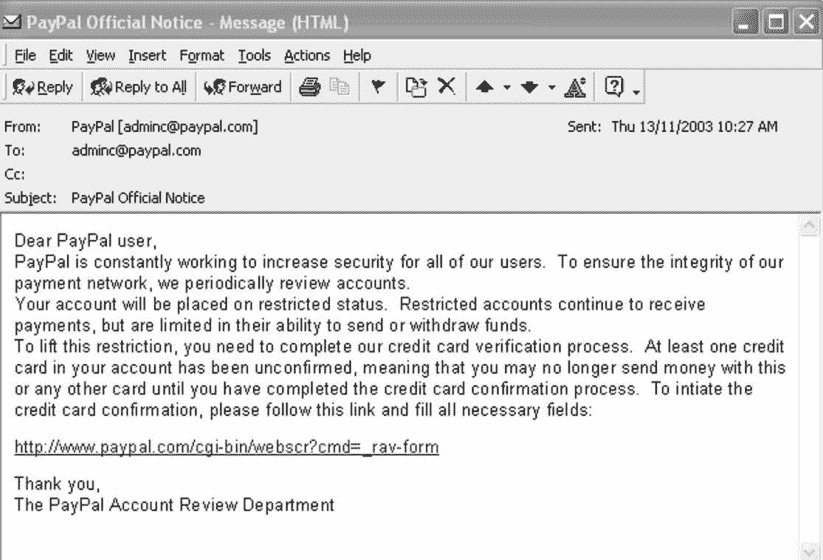 PayPal Official Notice - Message (HTML)
File Edit View Insert Format Tools Actions Help
Reply Reply to All Forward
From: PayPal [adminc@paypal.com] Sent: Thu 13/11/2003 10:27 AM
To: adminc@paypal.com
Cc:
Subject: PayPal Official Notice
Dear PayPal user,
PayPal is constantly working to increase security for all of our users. To ensure the integrity of our
payment network, we periodically review accounts.
Your account will be placed on restricted status. Restricted accounts continue to receive
payments, but are limited in their ability to send or withdraw funds.
To lift this restriction, you need to complete our credit card verification process. At least one credit
card in your account has been unconfirmed, meaning that you may no longer send money with this
or any other card until you have completed the credit card confirmation process. To intiate the
credit card confirmation, please follow this link and fill all necessary fields:
http://www.paypal.com/cgi-bin/webscr?cmd=_rav-form
Thank you,
The PayPal Account Review Department